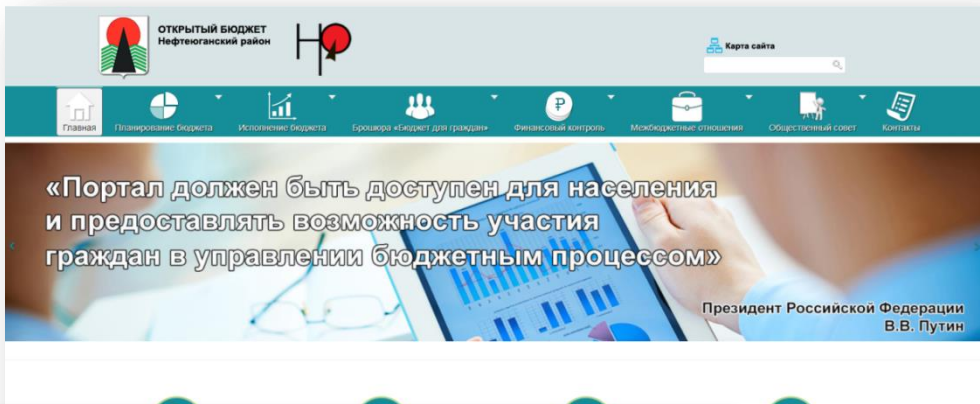 ОТКРЫТЫЙ БЮДЖЕТ
Нефтеюганский район
НР
Карта сайта
Главная
Планирование бюджета
Исполнение бюджета
Брошюра «Бюджет для граждан»
Финансовый контроль
Межбюджетные отношения
Общественный совет
Контакты
«Портал должен быть доступен для населения
и предоставлять возможность участия
граждан в управлении бюджетным процессом»
Президент Российской Федерации
В.В. Путин